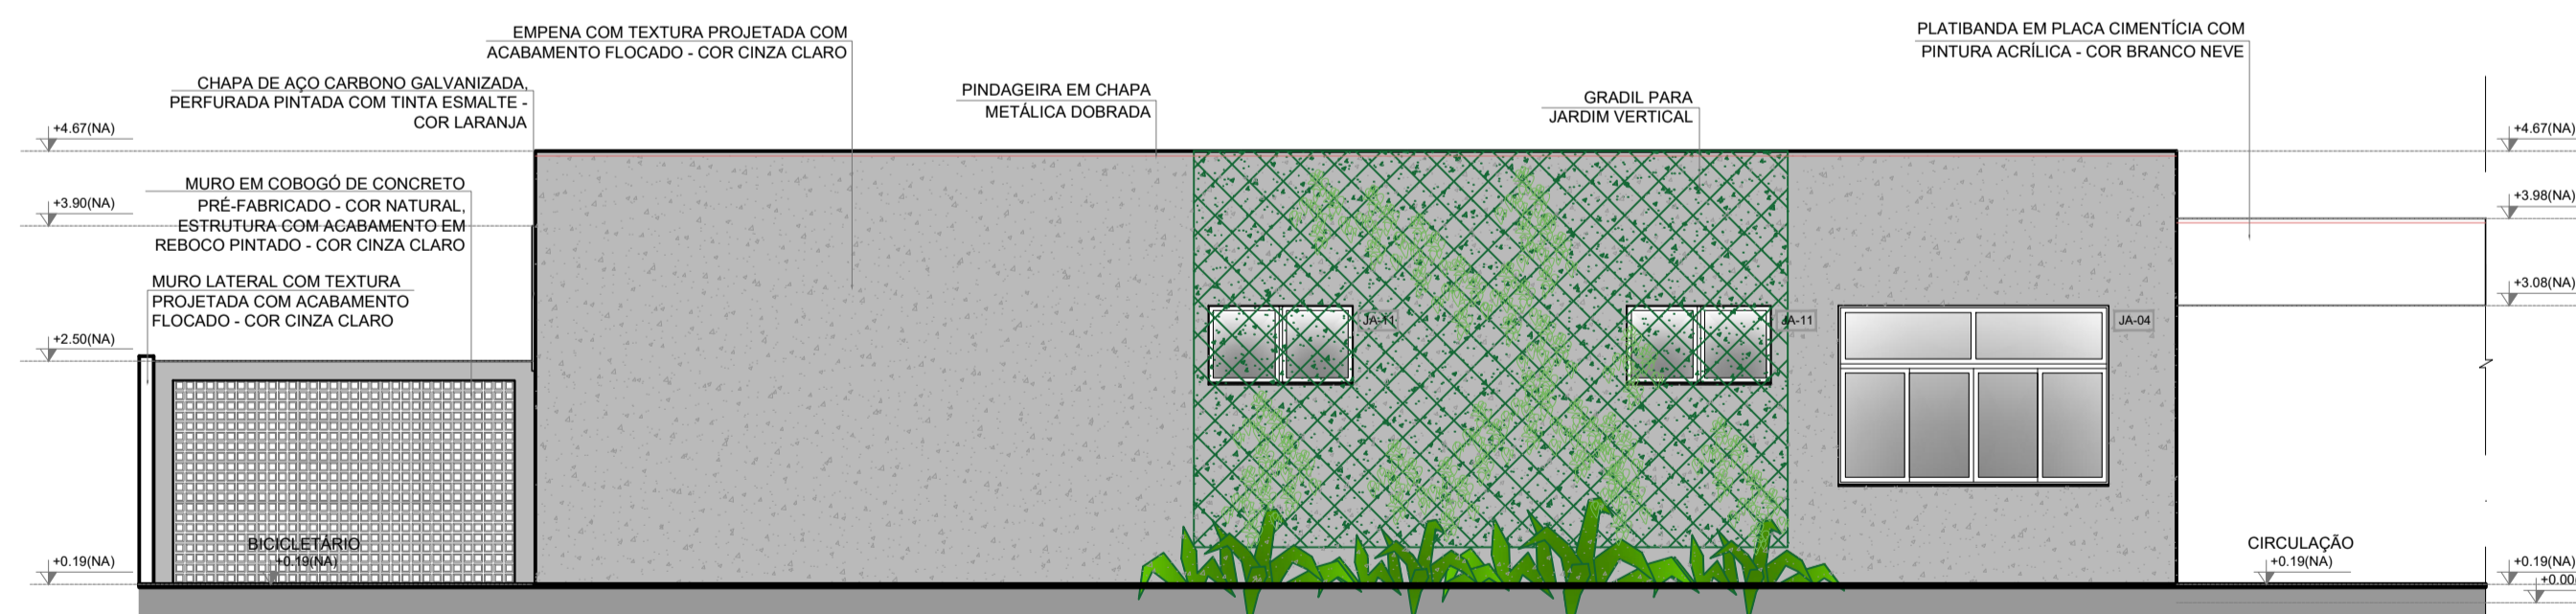 EMPENA COM TEXTURA PROJETADA COM
ACABAMENTO FLOCADO - COR CINZA CLARO
PLATIBANDA EM PLACA CIMENTÍCIA COM
PINTURA ACRÍLICA - COR BRANCO NEVE
CHAPA DE AÇO CARBONO GALVANIZADA,
PERFURADA PINTADA COM TINTA ESMALTE -
COR LARANJA
PINDAGEIRA EM CHAPA
METÁLICA DOBRADA
GRADIL PARA
JARDIM VERTICAL
+4.67(NA)
+4.67(NA)
MURO EM COBOGÓ DE CONCRETO
PRÉ-FABRICADO - COR NATURAL,
ESTRUTURA COM ACABAMENTO EM
REBOCO PINTADO - COR CINZA CLARO
+3.90(NA)
+3.98(NA)
MURO LATERAL COM TEXTURA
PROJETADA COM ACABAMENTO
FLOCADO - COR CINZA CLARO
+3.08(NA)
JA-11
JA-11
JA-04
+2.50(NA)
BICICLETÁRIO
+0.19(NA)
+0.19(NA)
CIRCULAÇÃO
+0.19(NA)
+0.19(NA)
+0.00(